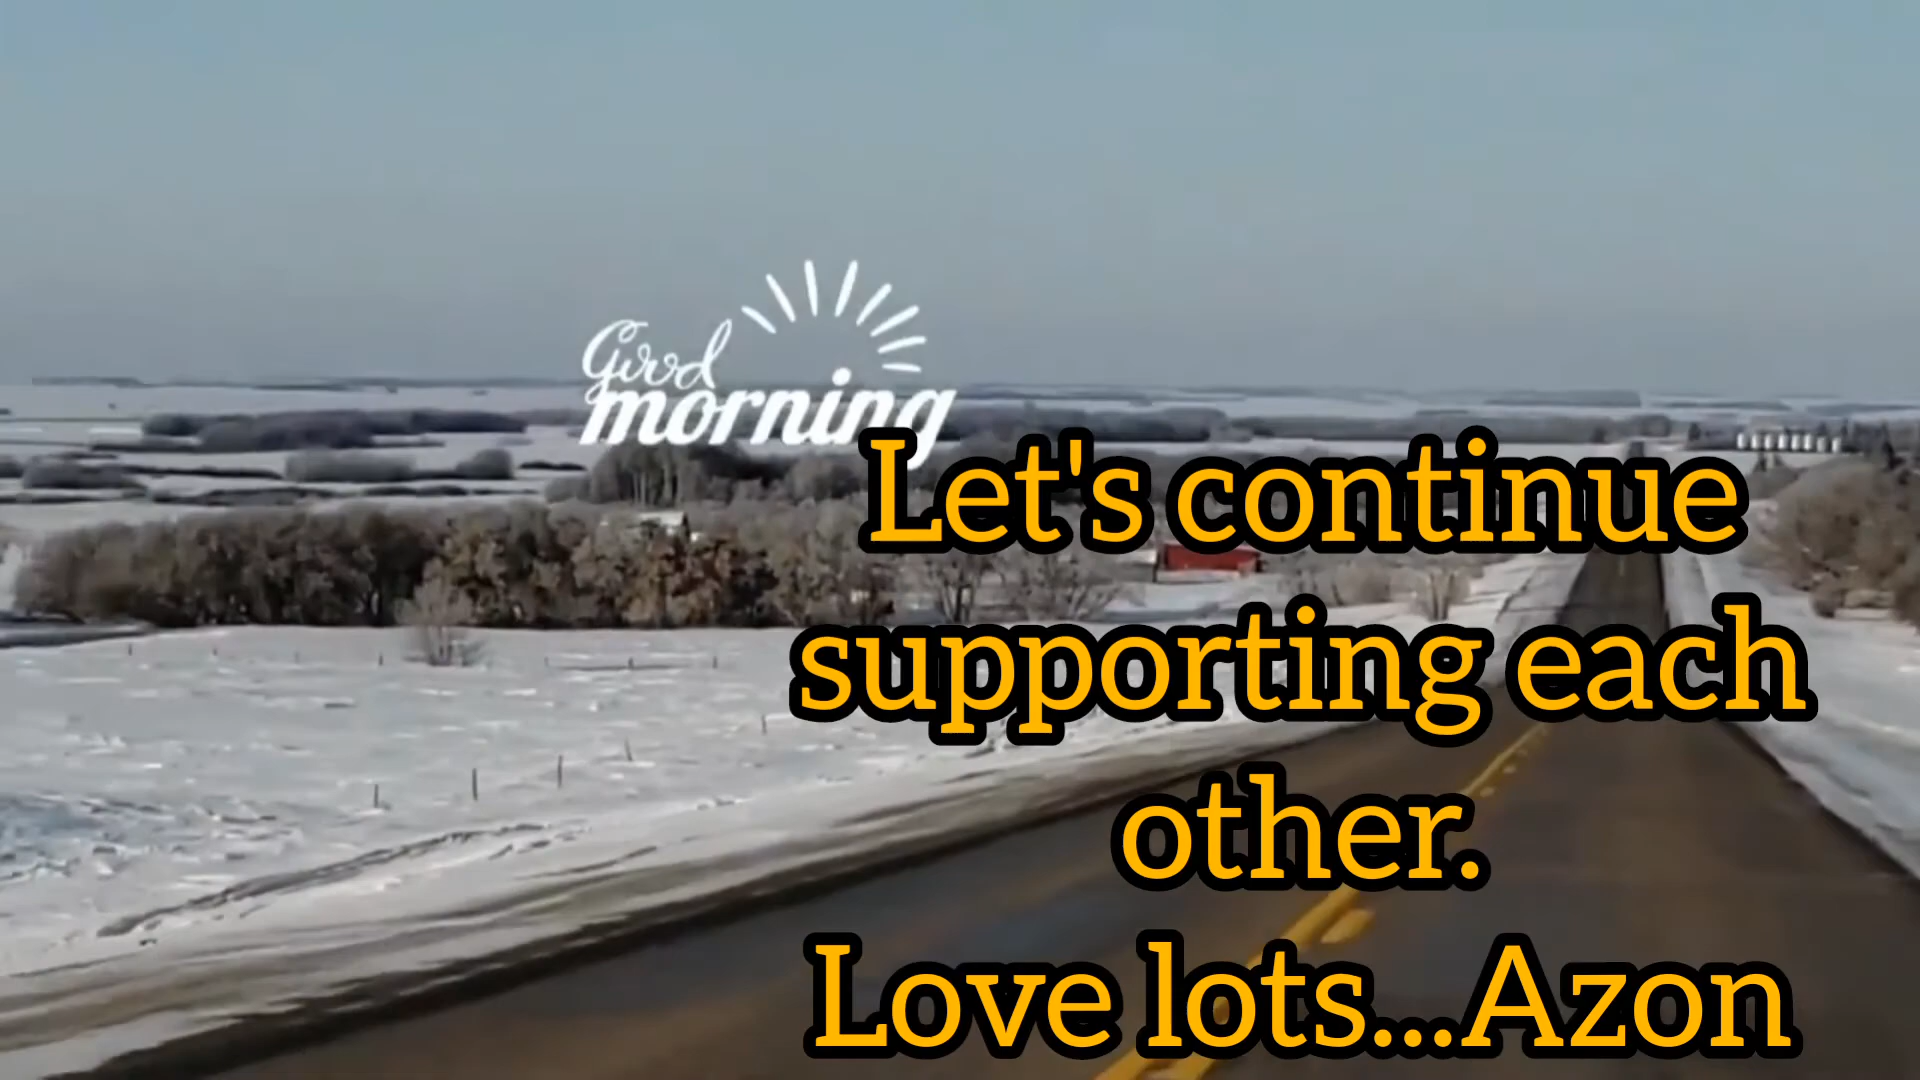 Good
morning
Let's continue
supporting each
other.
Love lots...Azon